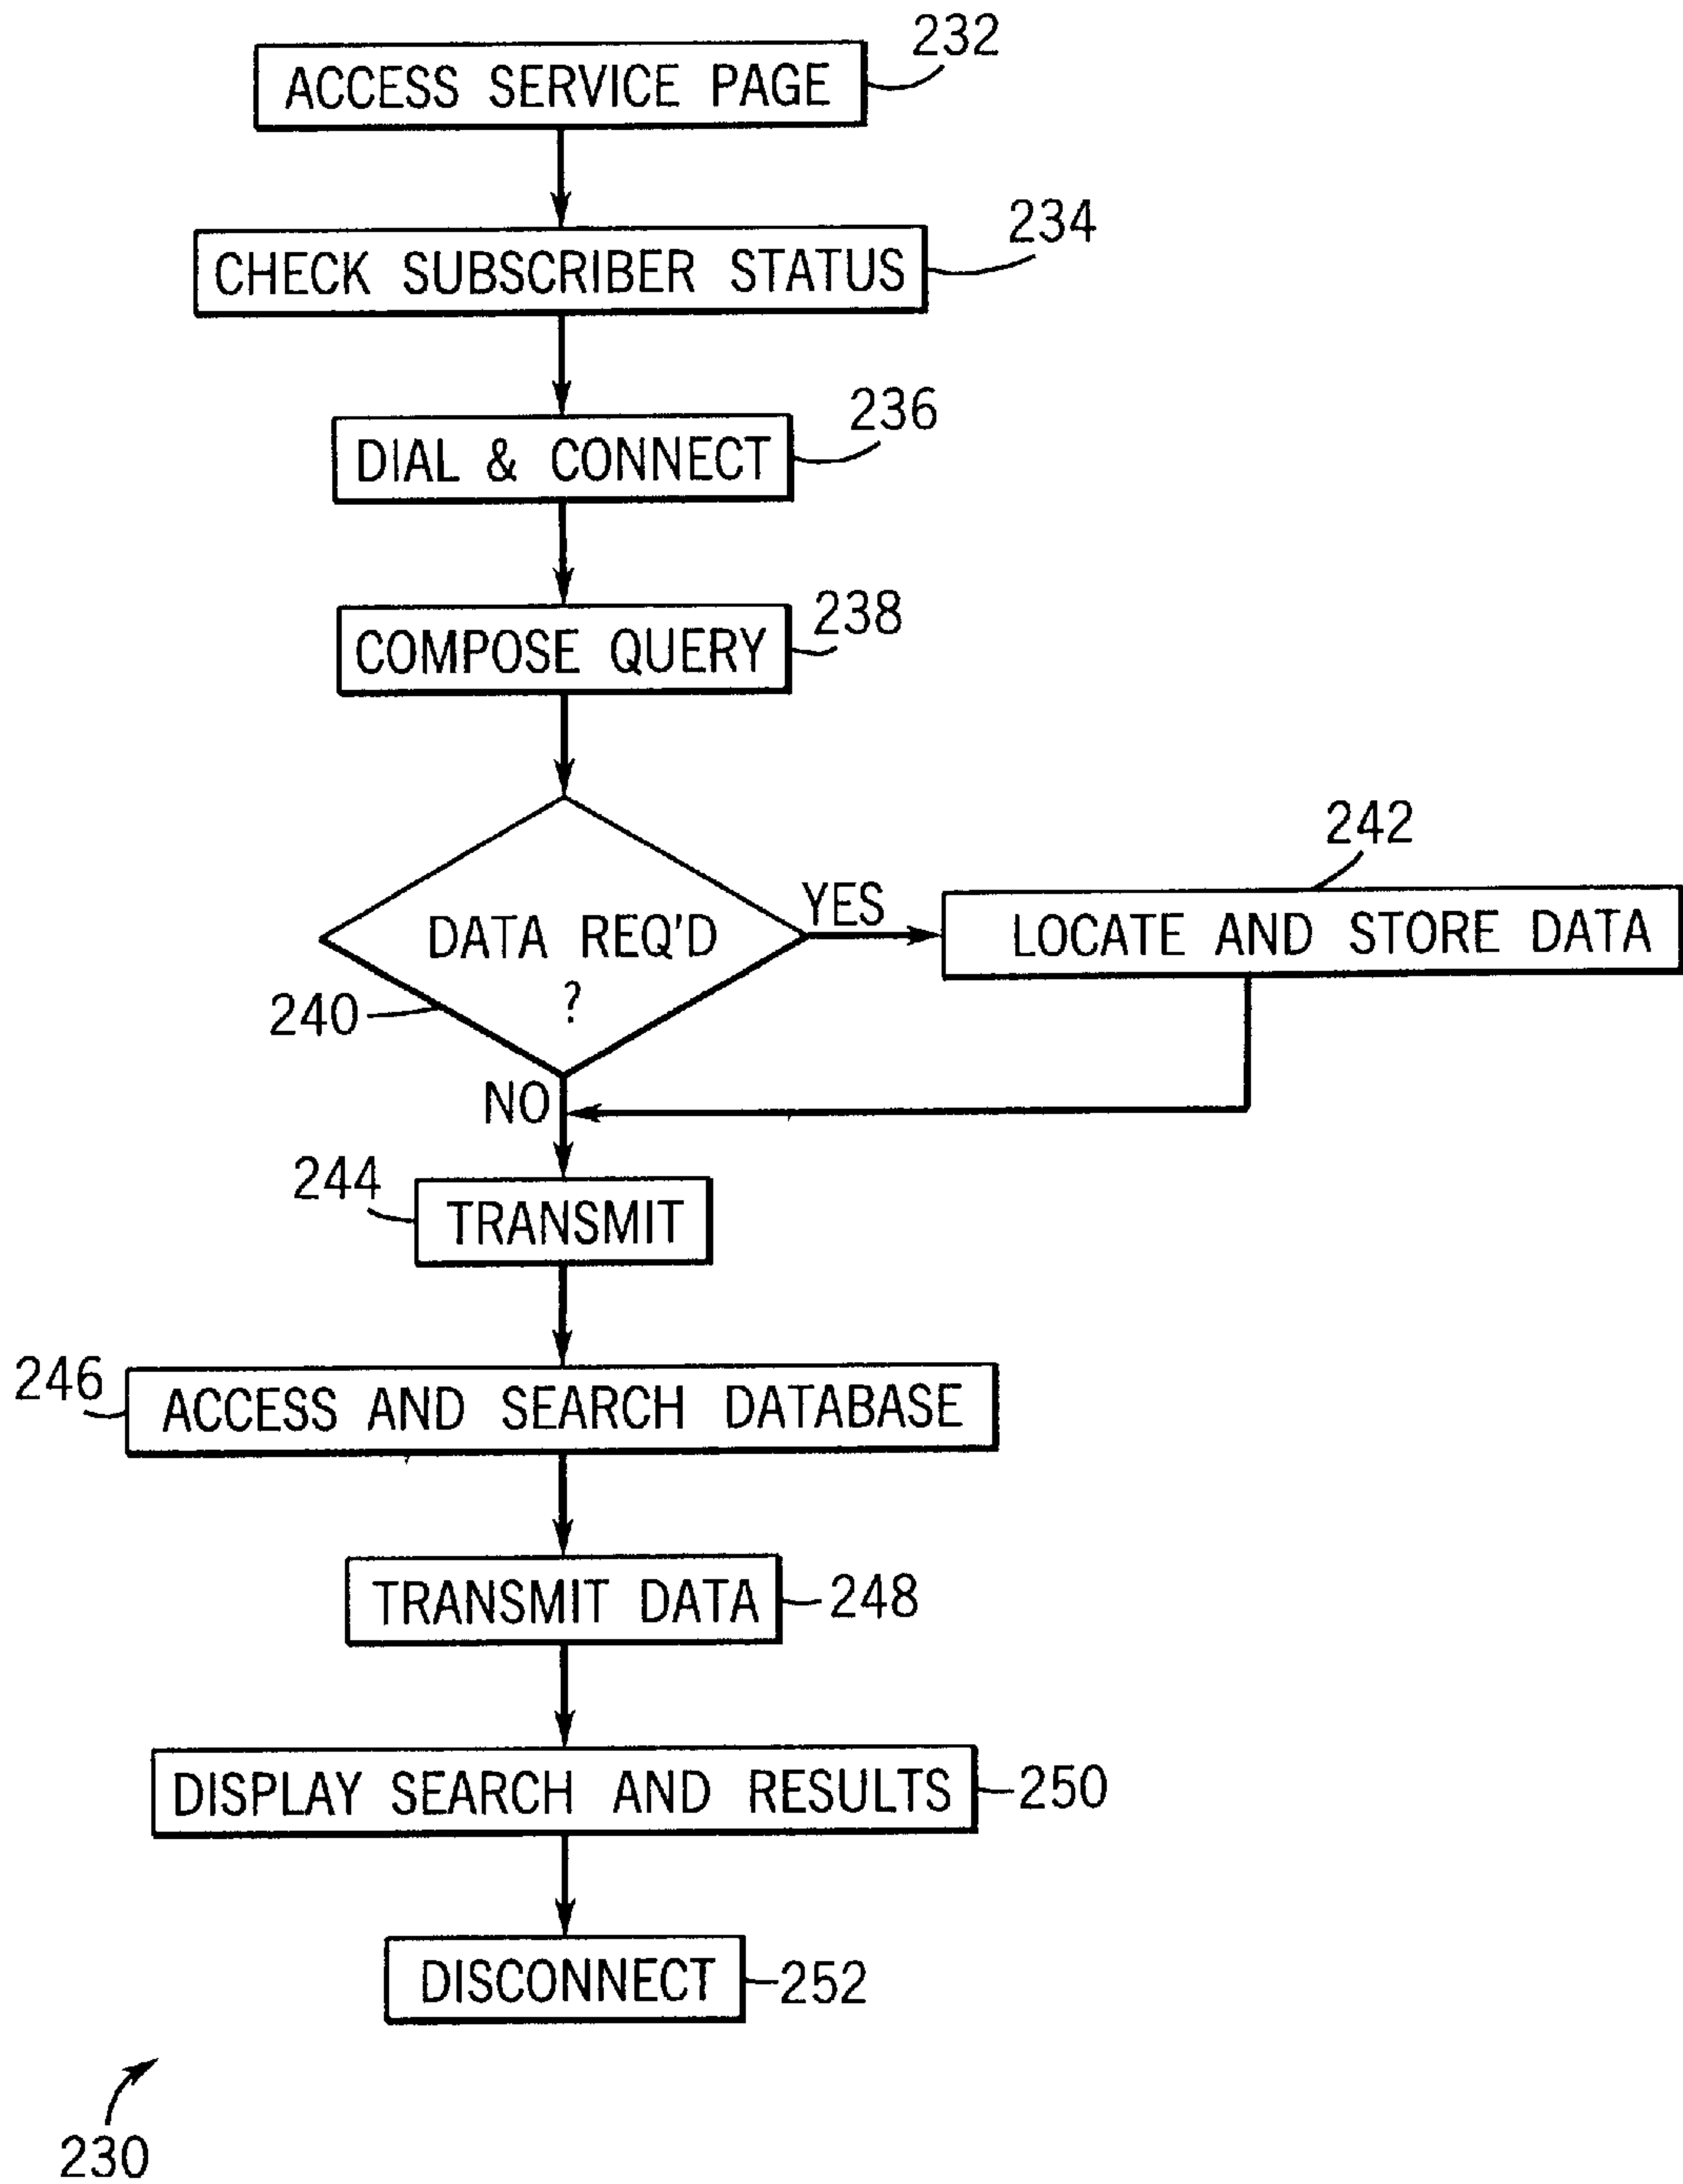 232
ACCESS SERVICE PAGE
234
CHECK SUBSCRIBER STATUS
236
DIAL & CONNECT
238
COMPOSE QUERY
242
YES
DATA REQ'D
?
LOCATE AND STORE DATA
240
NO
244
TRANSMIT
246
ACCESS AND SEARCH DATABASE
TRANSMIT DATA
248
DISPLAY SEARCH AND RESULTS
250
DISCONNECT
252
230